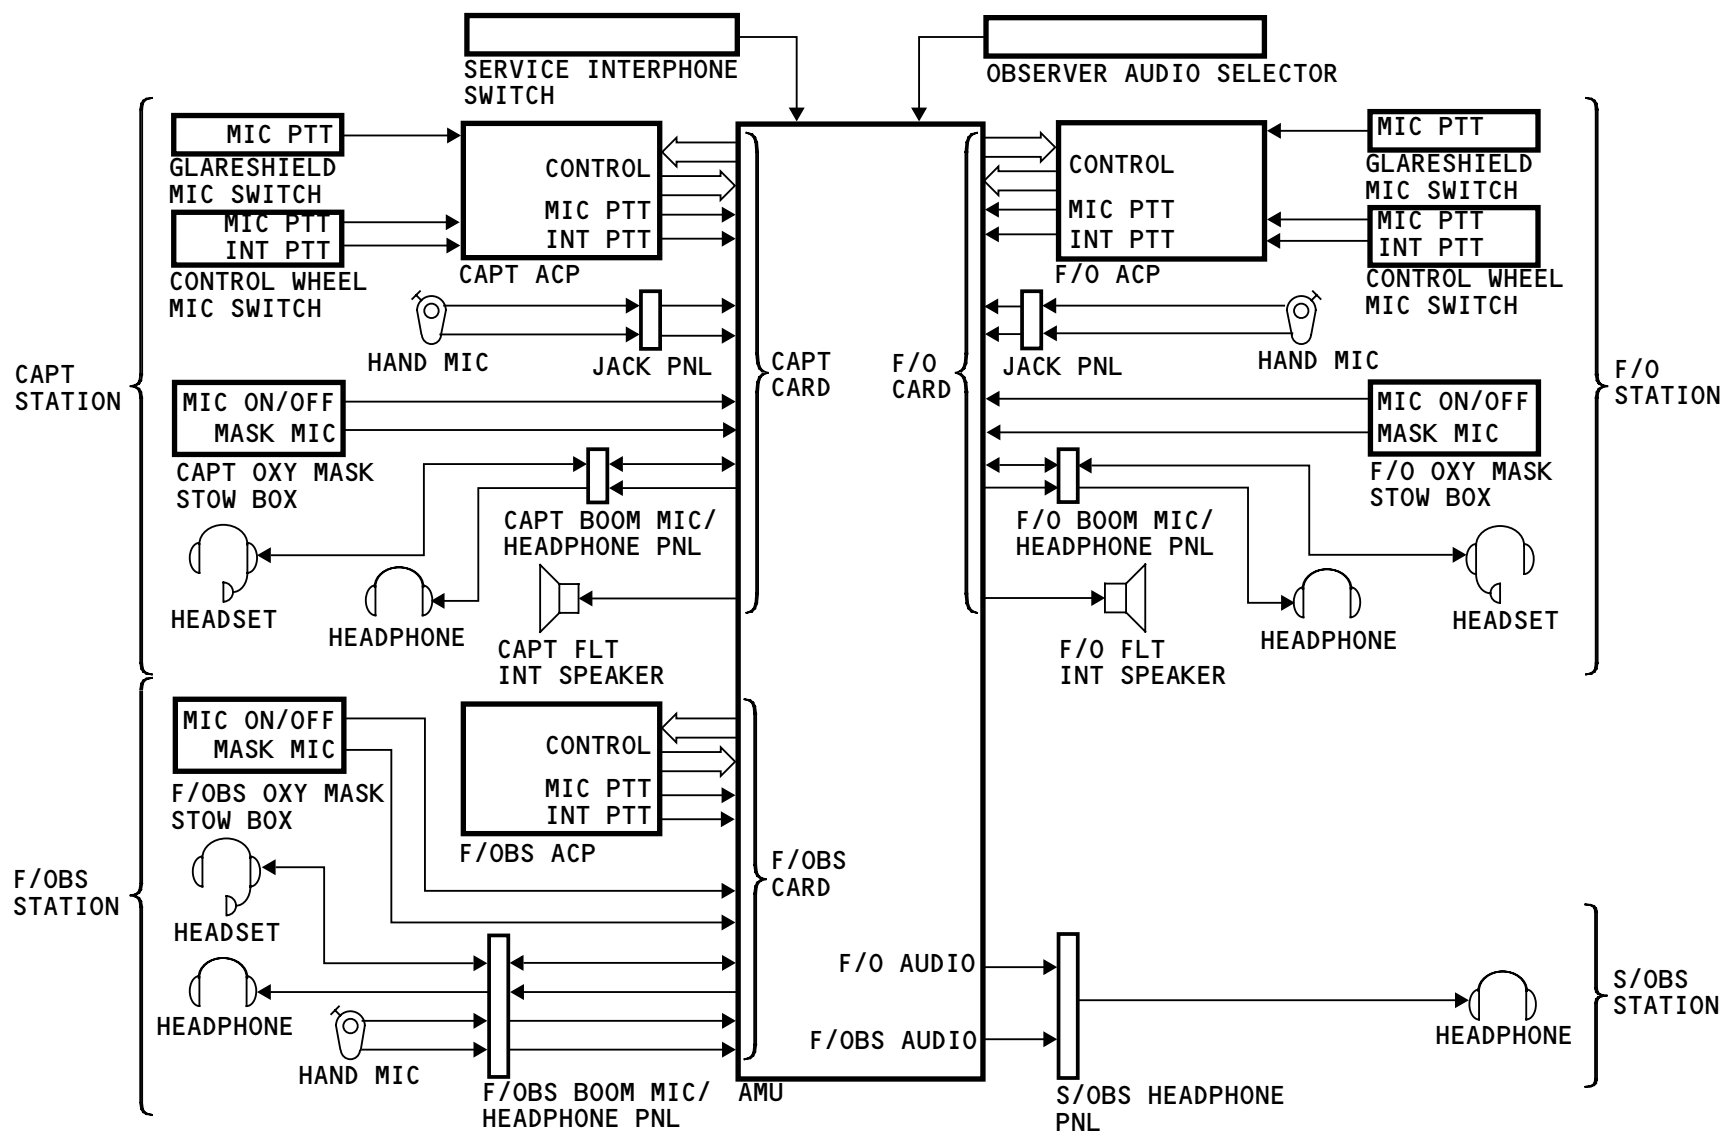 SERVICE INTERPHONE
SWITCH
OBSERVER AUDIO SELECTOR
CAPT
STATION
MIC PTT
GLARESHIELD
MIC SWITCH
MIC PTT
INT PTT
CONTROL WHEEL
MIC SWITCH
CONTROL
MIC PTT
INT PTT
CAPT ACP
HAND MIC
JACK PNL
MIC ON/OFF
MASK MIC
CAPT OXY MASK
STOW BOX
CAPT BOOM MIC/
HEADPHONE PNL
HEADSET
HEADPHONE
CAPT FLT
INT SPEAKER
CAPT
CARD
F/O
CARD
CONTROL
MIC PTT
INT PTT
F/O ACP
MIC PTT
GLARESHIELD
MIC SWITCH
MIC PTT
INT PTT
CONTROL WHEEL
MIC SWITCH
JACK PNL
HAND MIC
MIC ON/OFF
MASK MIC
F/O OXY MASK
STOW BOX
F/O BOOM MIC/
HEADPHONE PNL
F/O FLT
INT SPEAKER
HEADPHONE
HEADSET
F/O
STATION
F/OBS
STATION
MIC ON/OFF
MASK MIC
F/OBS OXY MASK
STOW BOX
CONTROL
MIC PTT
INT PTT
F/OBS ACP
HEADSET
HEADPHONE
HAND MIC
F/OBS BOOM MIC/
HEADPHONE PNL
F/OBS
CARD
F/O AUDIO
F/OBS AUDIO
AMU
S/OBS HEADPHONE
PNL
HEADPHONE
S/OBS
STATION